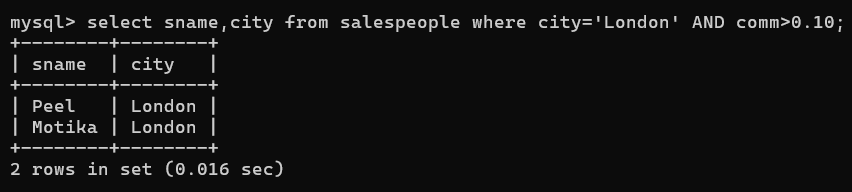 mysql> select sname,city from salespeople where city='London' AND comm>0.10;
+--------+--------+
| sname  | city   |
+--------+--------+
| Peel   | London |
| Motika | London |
+--------+--------+
2 rows in set (0.016 sec)